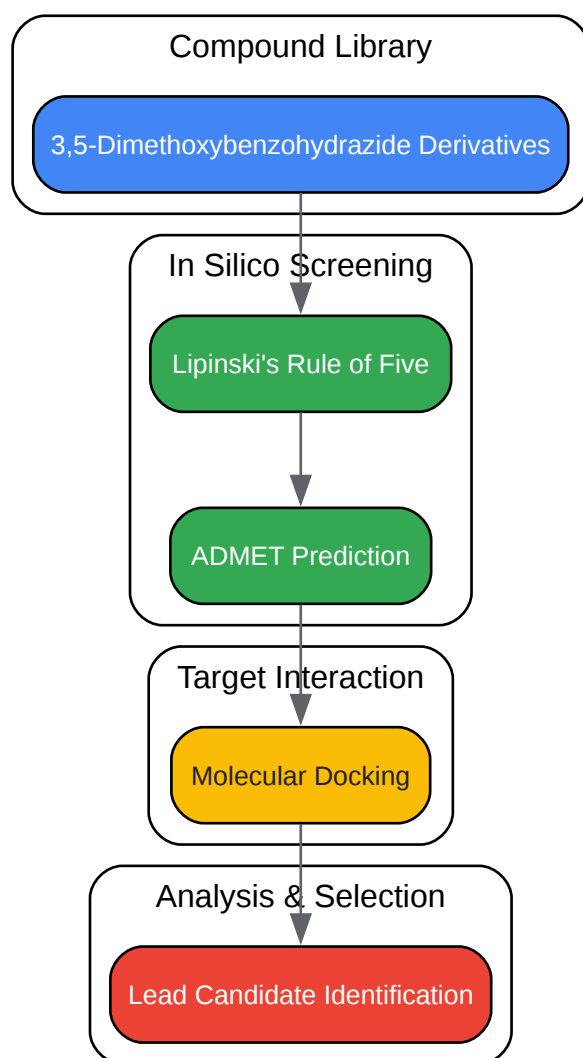 Compound Library
3,5-Dimethoxybenzohydrazide Derivatives
In Silico Screening
Lipinski's Rule of Five
ADMET Prediction
Target Interaction
Molecular Docking
Analysis & Selection
Lead Candidate Identification